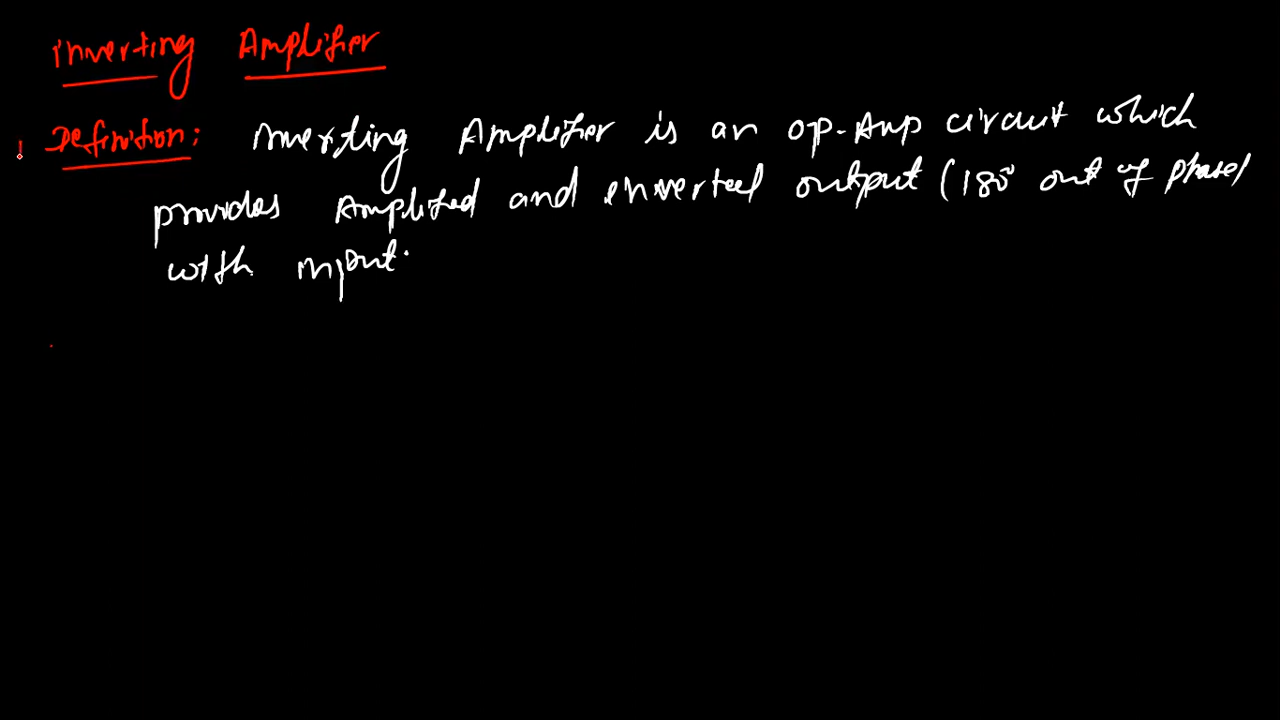 Inverting Amplifier
Definition: Inverting Amplifier is an Op-Amp circuit which
provides Amplified and inverted output (180° out of phase)
with input.